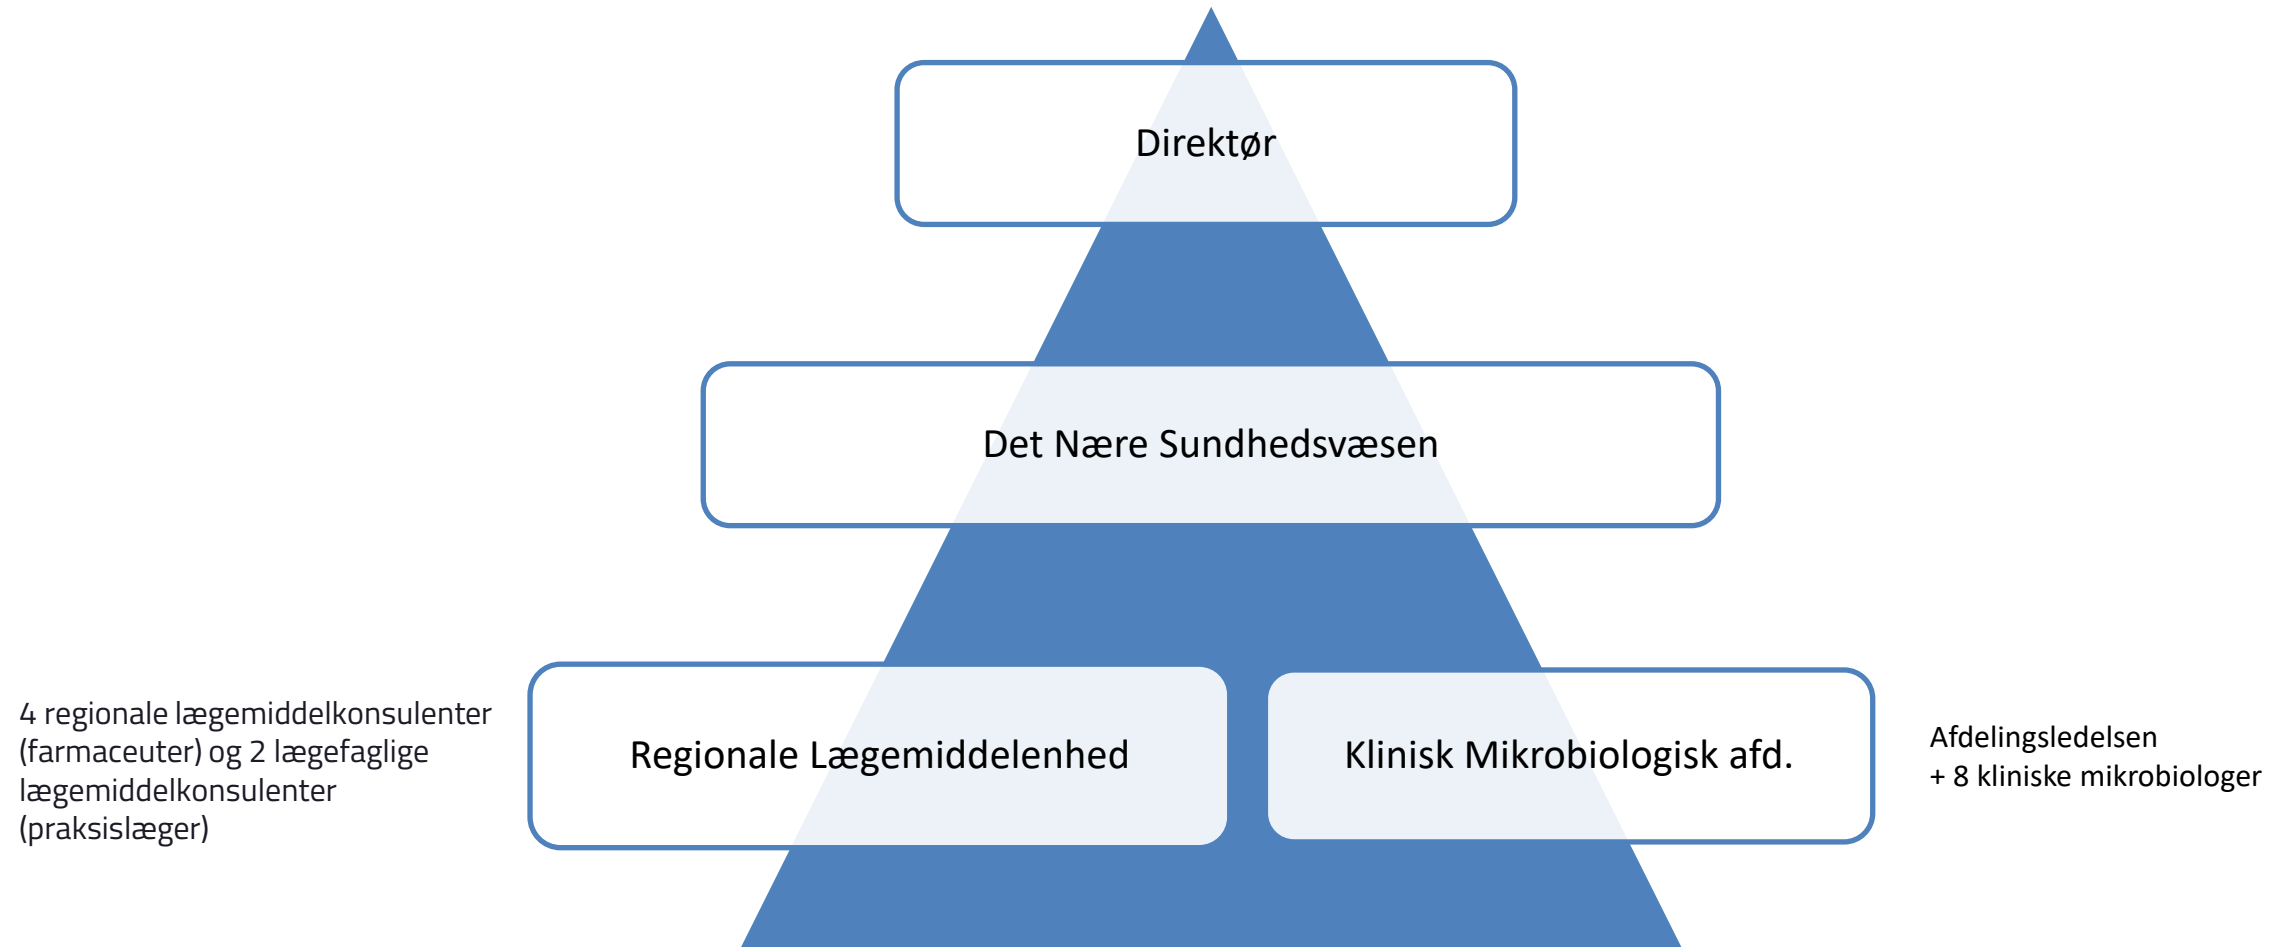 Direktør
Det Nære Sundhedsvæsen
4 regionale lægemiddelkonsulenter
(farmaceuter) og 2 lægefaglige
lægemiddelkonsulenter
(praksislæger)
Regionale Lægemiddelenhed
Klinisk Mikrobiologisk afd.
Afdelingsledelsen
+ 8 kliniske mikrobiologer